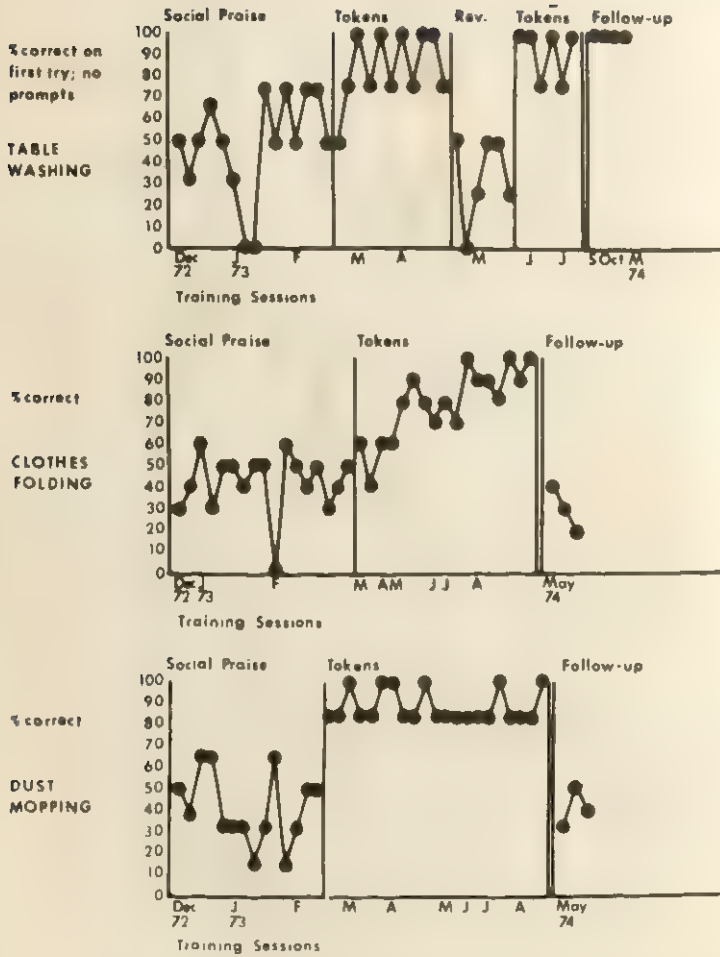 Social Praise Tokens Rev. Tokens Follow-up
% correct on
first try; no
prompts
TABLE
WASHING
100
90
80
70
60
50
40
30
20
10
0
Dec J F M A M J J S Oct M
72 73 74
Training Sessions
Social Praise Tokens Follow-up
% correct
CLOTHES
FOLDING
100
90
80
70
60
50
40
30
20
10
0
Dec F M A M J J A May
72 73 74
Training Sessions
Social Praise Tokens Follow-up
% correct
DUST
MOPPING
100
90
80
70
60
50
40
30
20
10
0
Dec J F M A M J J A May
72 73 74
Training Sessions